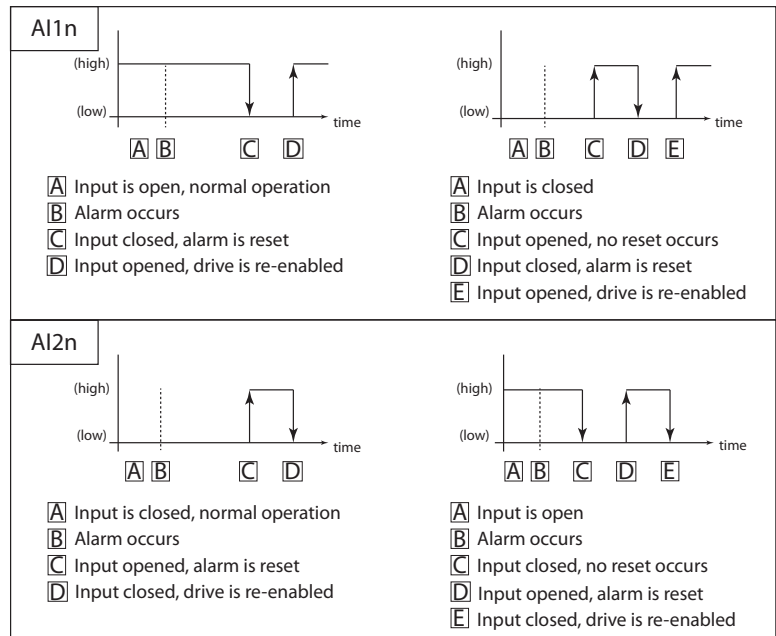 AI1n
(high)
(low)
time
A B C D
A Input is open, normal operation
B Alarm occurs
C Input closed, alarm is reset
D Input opened, drive is re-enabled
(high)
(low)
time
A B C D E
A Input is closed
B Alarm occurs
C Input opened, no reset occurs
D Input closed, alarm is reset
E Input opened, drive is re-enabled
AI2n
(high)
(low)
time
A B C D
A Input is closed, normal operation
B Alarm occurs
C Input opened, alarm is reset
D Input closed, drive is re-enabled
(high)
(low)
time
A B C D E
A Input is open
B Alarm occurs
C Input closed, no reset occurs
D Input opened, alarm is reset
E Input closed, drive is re-enabled